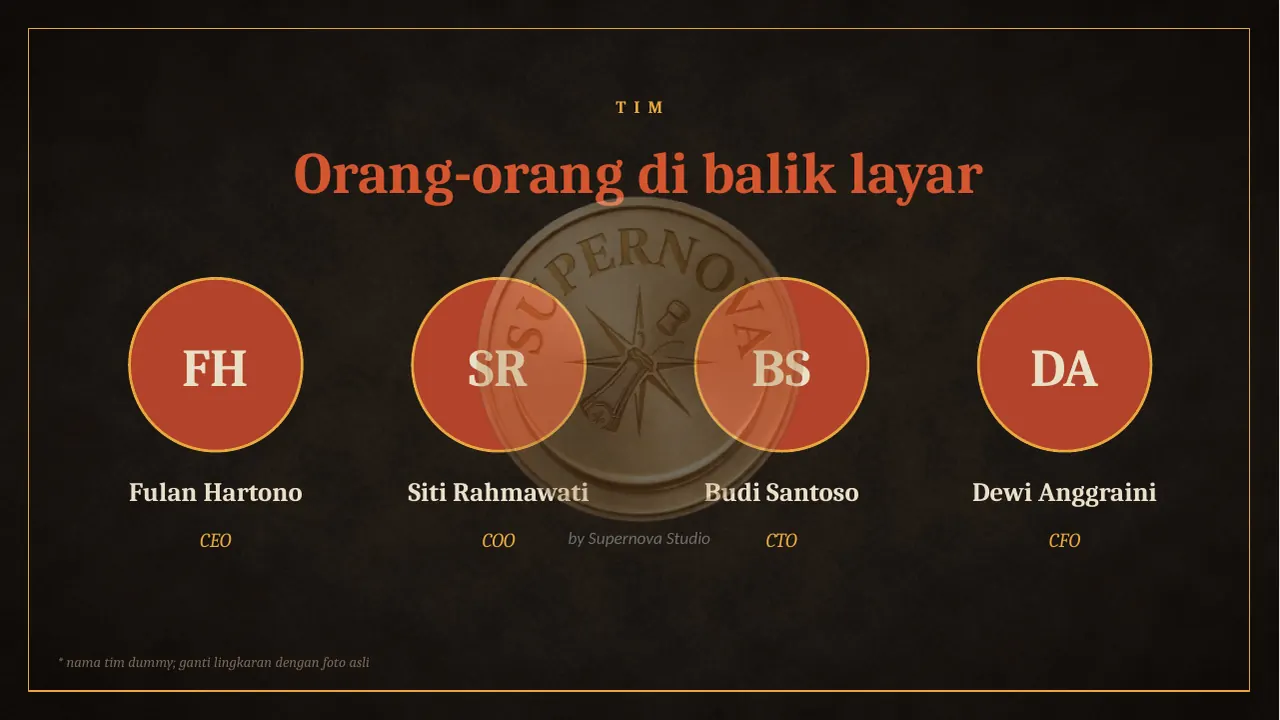 TIM
Orang-orang di balik layar
SUPERNOVA
FH
SR
BS
DA
Fulan Hartono
Siti Rahmawati
Budi Santoso
Dewi Anggraini
CEO
COO
by Supernova Studio
CTO
CFO
* nama tim dummy; ganti lingkaran dengan foto asli